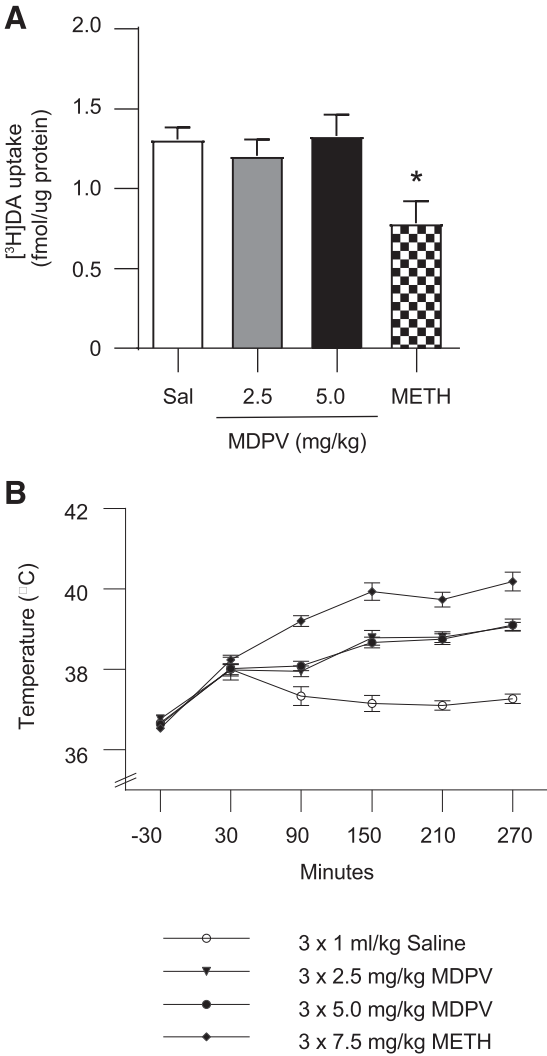 A
[³H]DA uptake
(fmol/ug protein)
2.0
1.5
1.0
0.5
0
*
Sal
2.5
5.0
METH
MDPV (mg/kg)
B
Temperature (□C)
42
40
38
36
-30
30
90
150
210
270
Minutes
3 x 1 ml/kg Saline
3 x 2.5 mg/kg MDPV
3 x 5.0 mg/kg MDPV
3 x 7.5 mg/kg METH